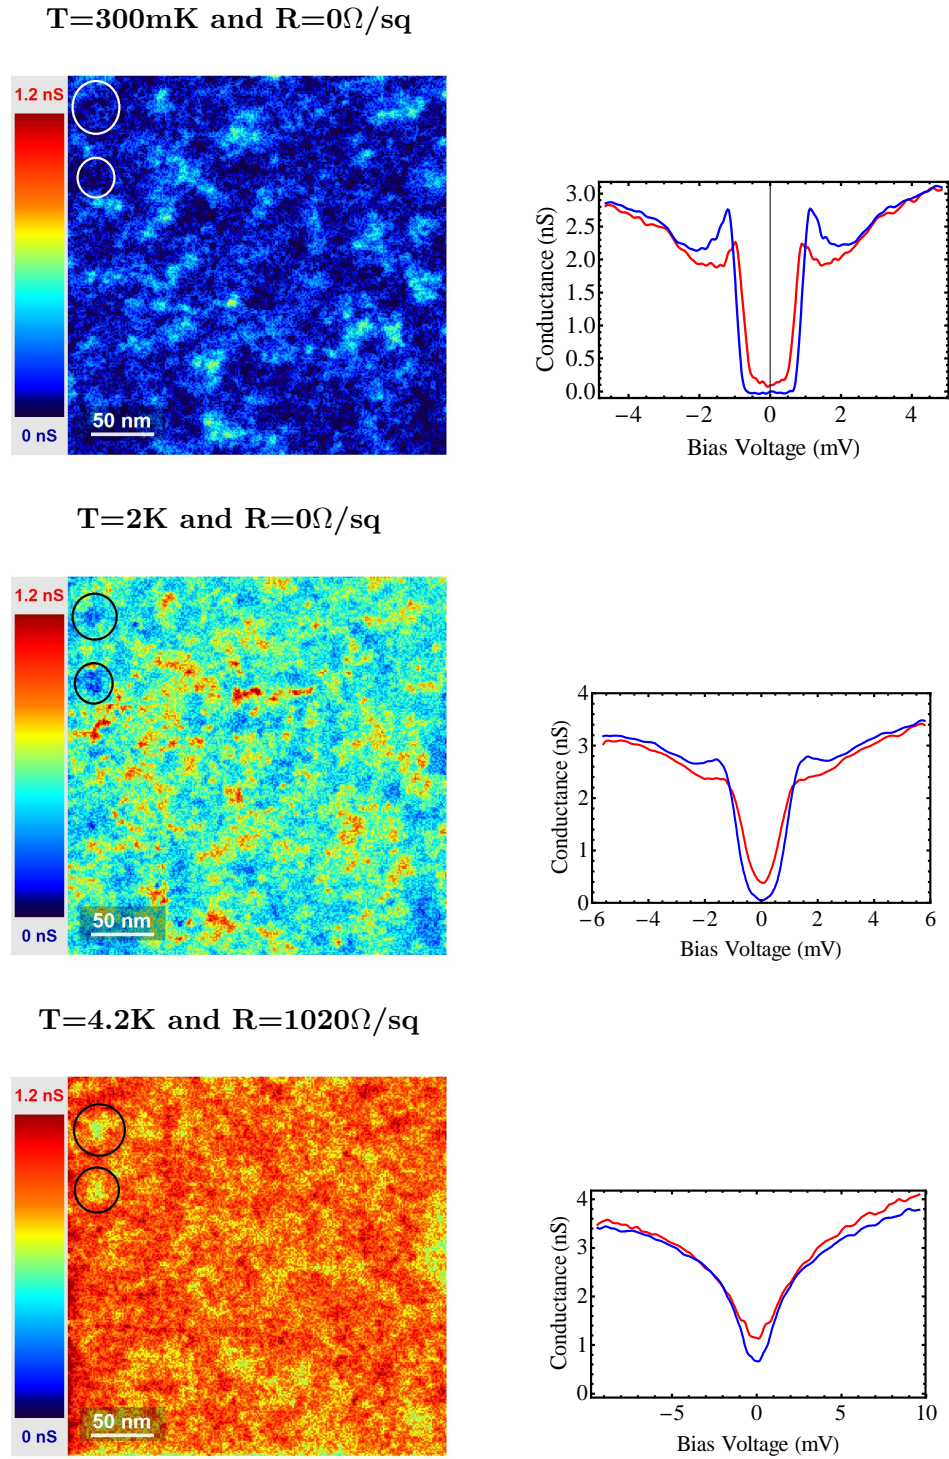 T=300mK and R=0Ω/sq
1.2 nS
0 nS
50 nm
3.0
2.5
2.0
1.5
1.0
0.5
0.0
Conductance (nS)
−4 −2 0 2 4
Bias Voltage (mV)
T=2K and R=0Ω/sq
1.2 nS
0 nS
50 nm
4
3
2
1
0
Conductance (nS)
−6 −4 −2 0 2 4 6
Bias Voltage (mV)
T=4.2K and R=1020Ω/sq
1.2 nS
0 nS
50 nm
4
3
2
1
0
Conductance (nS)
−5 0 5 10
Bias Voltage (mV)